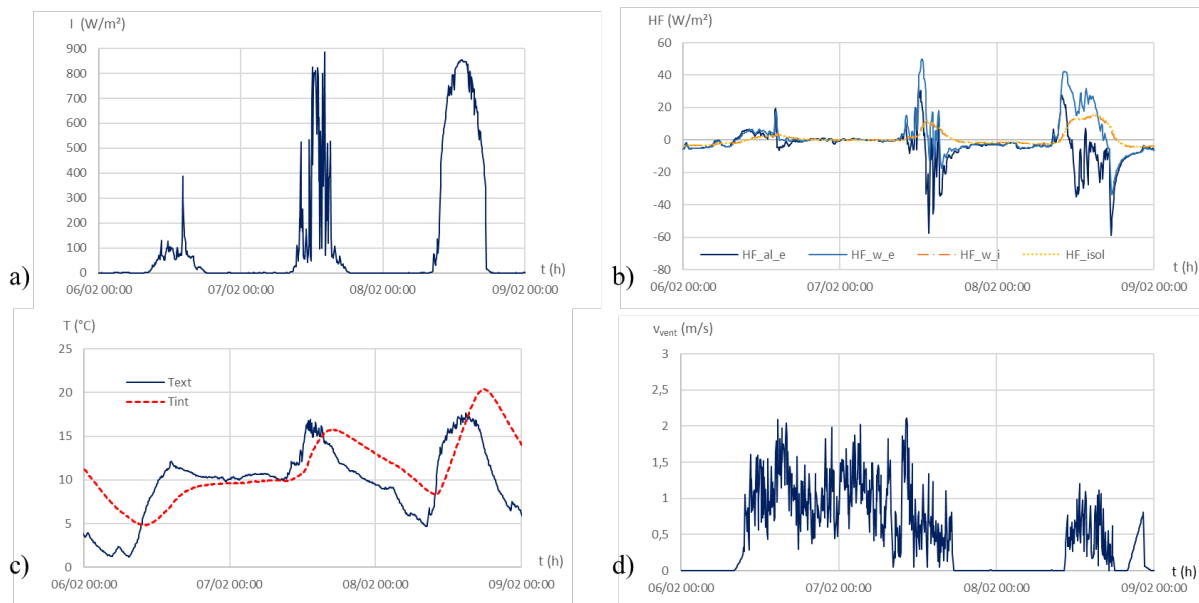 I (W/m²)
900
800
700
600
500
400
300
200
100
0
06/02 00:00 07/02 00:00 08/02 00:00 09/02 00:00
t (h)
a)
HF (W/m²)
60
40
20
0
-20
-40
-60
-80
HF_al_e HF_w_e HF_w_i HF_isol
t (h)
06/02 00:00 07/02 00:00 08/02 00:00 09/02 00:00
b)
T (°C)
25
20
15
10
5
0
Text
Tint
t (h)
06/02 00:00 07/02 00:00 08/02 00:00 09/02 00:00
c)
v_vent (m/s)
3
2,5
2
1,5
1
0,5
0
t (h)
06/02 00:00 07/02 00:00 08/02 00:00 09/02 00:00
d)